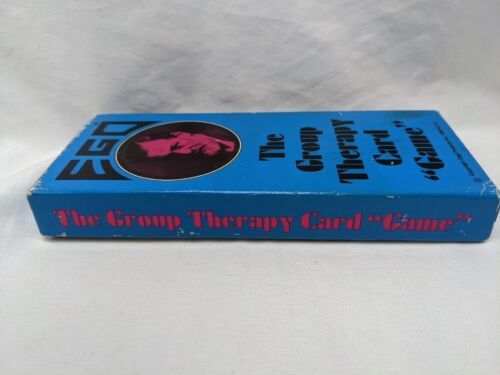 EGO
The
Group
Therapy
Card
"Game"
The Group Therapy Card "Game"